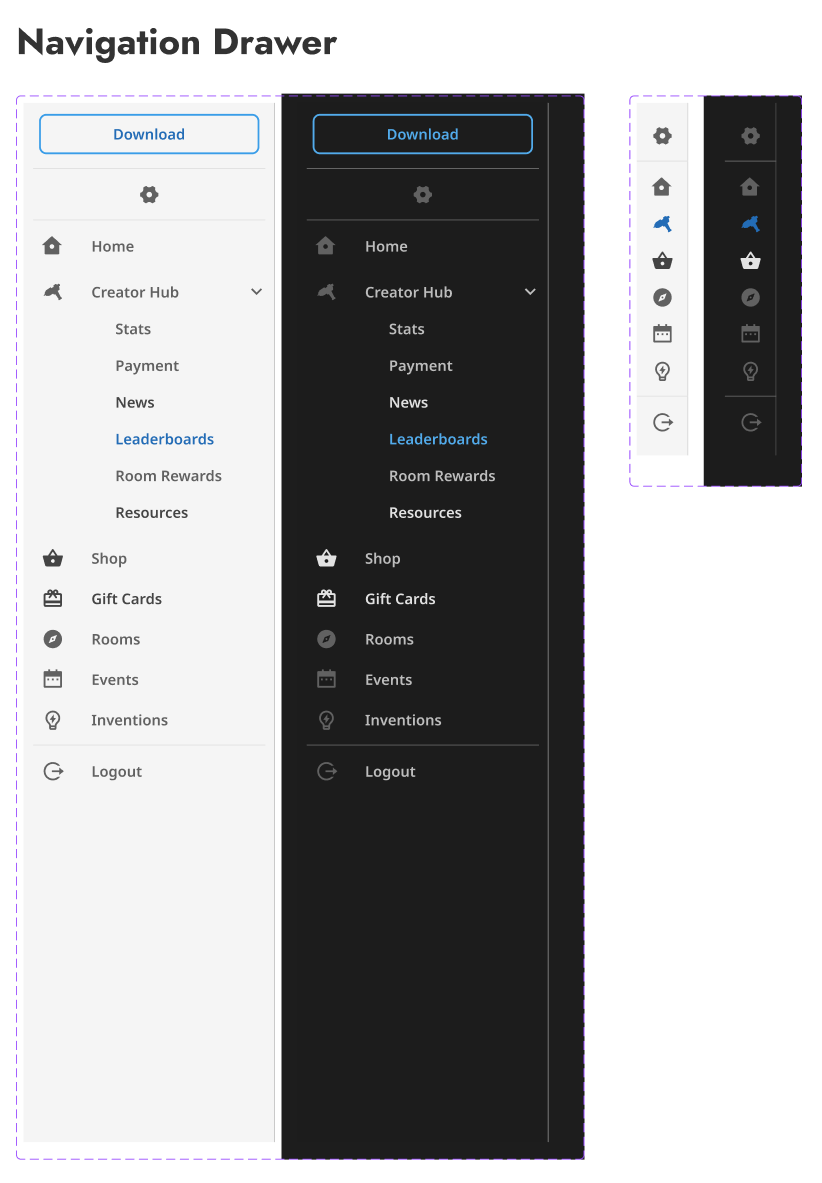 Navigation Drawer
Download
Home
Creator Hub
Stats
Payment
News
Leaderboards
Room Rewards
Resources
Shop
Gift Cards
Rooms
Events
Inventions
Logout
Download
Home
Creator Hub
Stats
Payment
News
Leaderboards
Room Rewards
Resources
Shop
Gift Cards
Rooms
Events
Inventions
Logout